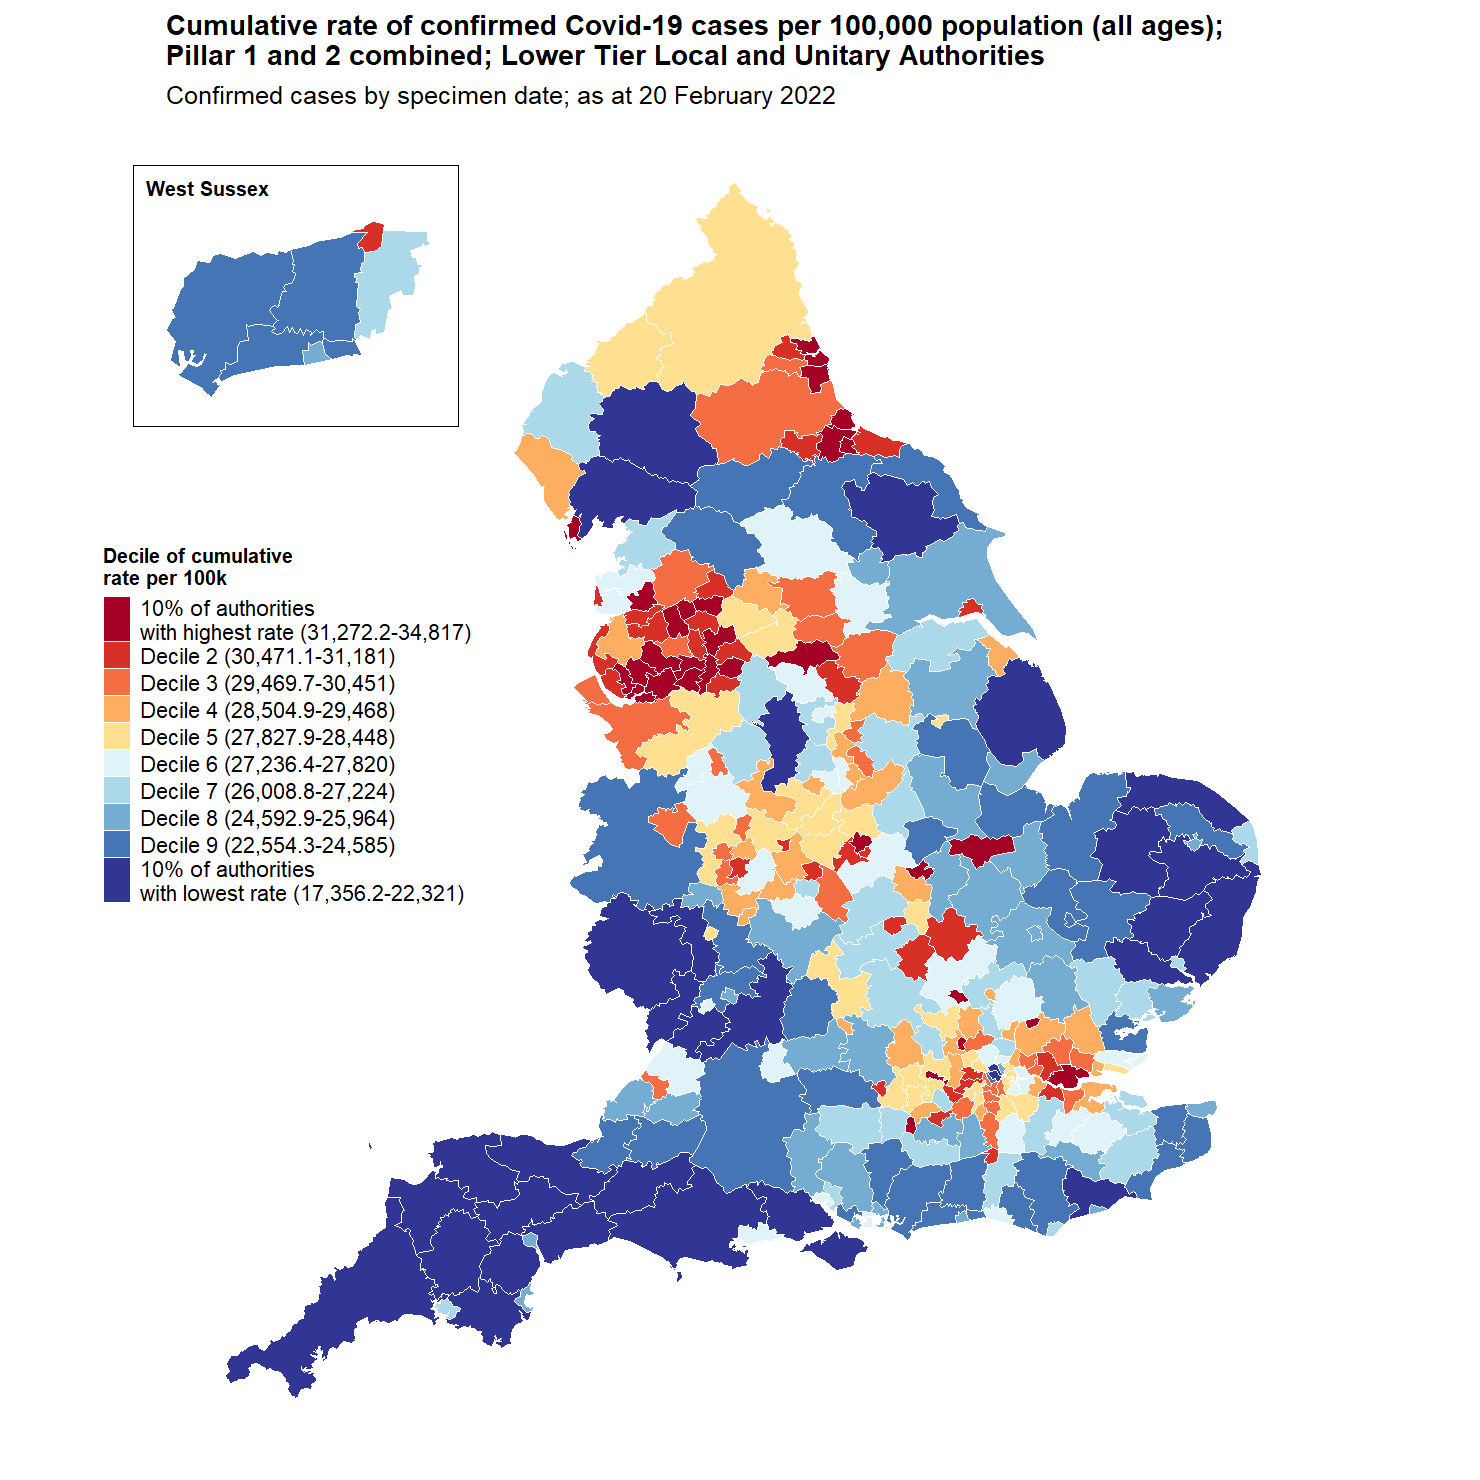 Cumulative rate of confirmed Covid-19 cases per 100,000 population (all ages);
Pillar 1 and 2 combined; Lower Tier Local and Unitary Authorities
Confirmed cases by specimen date; as at 20 February 2022
West Sussex
Decile of cumulative
rate per 100k
10% of authorities
with highest rate (31,272.2-34,817)
Decile 2 (30,471.1-31,181)
Decile 3 (29,469.7-30,451)
Decile 4 (28,504.9-29,468)
Decile 5 (27,827.9-28,448)
Decile 6 (27,236.4-27,820)
Decile 7 (26,008.8-27,224)
Decile 8 (24,592.9-25,964)
Decile 9 (22,554.3-24,585)
10% of authorities
with lowest rate (17,356.2-22,321)